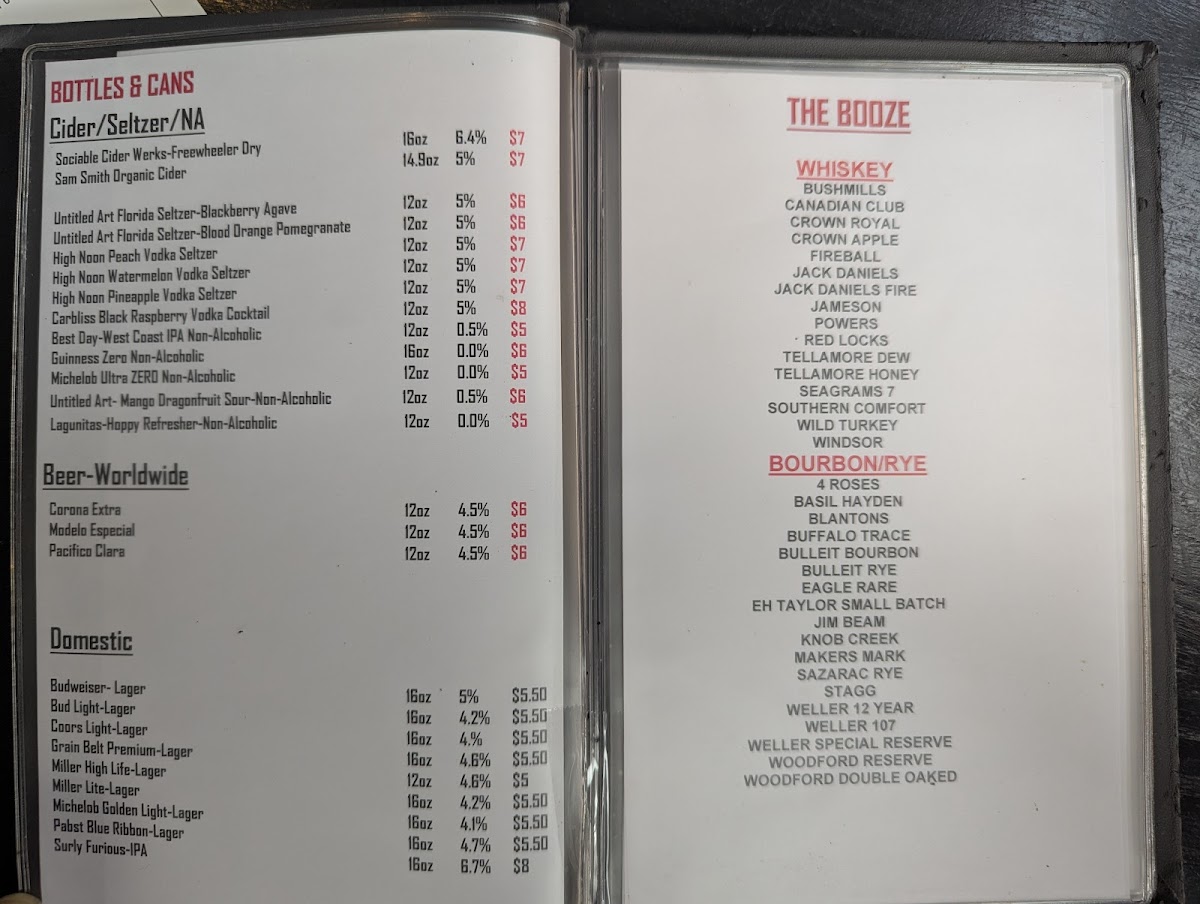 BOTTLES & CANS
Cider/Seltzer/NA
Sociable Cider Werks-Freewheeler Dry 16oz 6.4% $7
Sam Smith Organic Cider 14.9oz 5% $7
Untitled Art Florida Seltzer-Blackberry Agave 12oz 5% $6
Untitled Art Florida Seltzer-Blood Orange Pomegranate 12oz 5% $6
High Noon Peach Vodka Seltzer 12oz 5% $7
High Noon Watermelon Vodka Seltzer 12oz 5% $7
High Noon Pineapple Vodka Seltzer 12oz 5% $7
Carbliss Black Raspberry Vodka Cocktail 12oz 5% $8
Best Day-West Coast IPA Non-Alcoholic 12oz 0.5% $5
Guinness Zero Non-Alcoholic 16oz 0.0% $6
Michelob Ultra ZERO Non-Alcoholic 12oz 0.0% $5
Untitled Art- Mango Dragonfruit Sour-Non-Alcoholic 12oz 0.5% $6
Lagunitas-Hoppy Refresher-Non-Alcoholic 12oz 0.0% $5
Beer-Worldwide
Corona Extra 12oz 4.5% $6
Modelo Especial 12oz 4.5% $6
Pacifico Clara 12oz 4.5% $6
Domestic
Budweiser- Lager 16oz 5% $5.50
Bud Light-Lager 16oz 4.2% $5.50
Coors Light-Lager 16oz 4.% $5.50
Grain Belt Premium-Lager 16oz 4.6% $5.50
Miller High Life-Lager 12oz 4.6% $5
Miller Lite-Lager 16oz 4.2% $5.50
Michelob Golden Light-Lager 16oz 4.1% $5.50
Pabst Blue Ribbon-Lager 16oz 4.7% $5.50
Surly Furious-IPA 16oz 6.7% $8
THE BOOZE
WHISKEY
BUSHMILLS
CANADIAN CLUB
CROWN ROYAL
CROWN APPLE
FIREBALL
JACK DANIELS
JACK DANIELS FIRE
JAMESON
POWERS
RED LOCKS
TELLAMORE DEW
TELLAMORE HONEY
SEAGRAMS 7
SOUTHERN COMFORT
WILD TURKEY
WINDSOR
BOURBON/RYE
4 ROSES
BASIL HAYDEN
BLANTONS
BUFFALO TRACE
BULLEIT BOURBON
BULLEIT RYE
EAGLE RARE
EH TAYLOR SMALL BATCH
JIM BEAM
KNOB CREEK
MAKERS MARK
SAZARAC RYE
STAGG
WELLER 12 YEAR
WELLER 107
WELLER SPECIAL RESERVE
WOODFORD RESERVE
WOODFORD DOUBLE OAKED